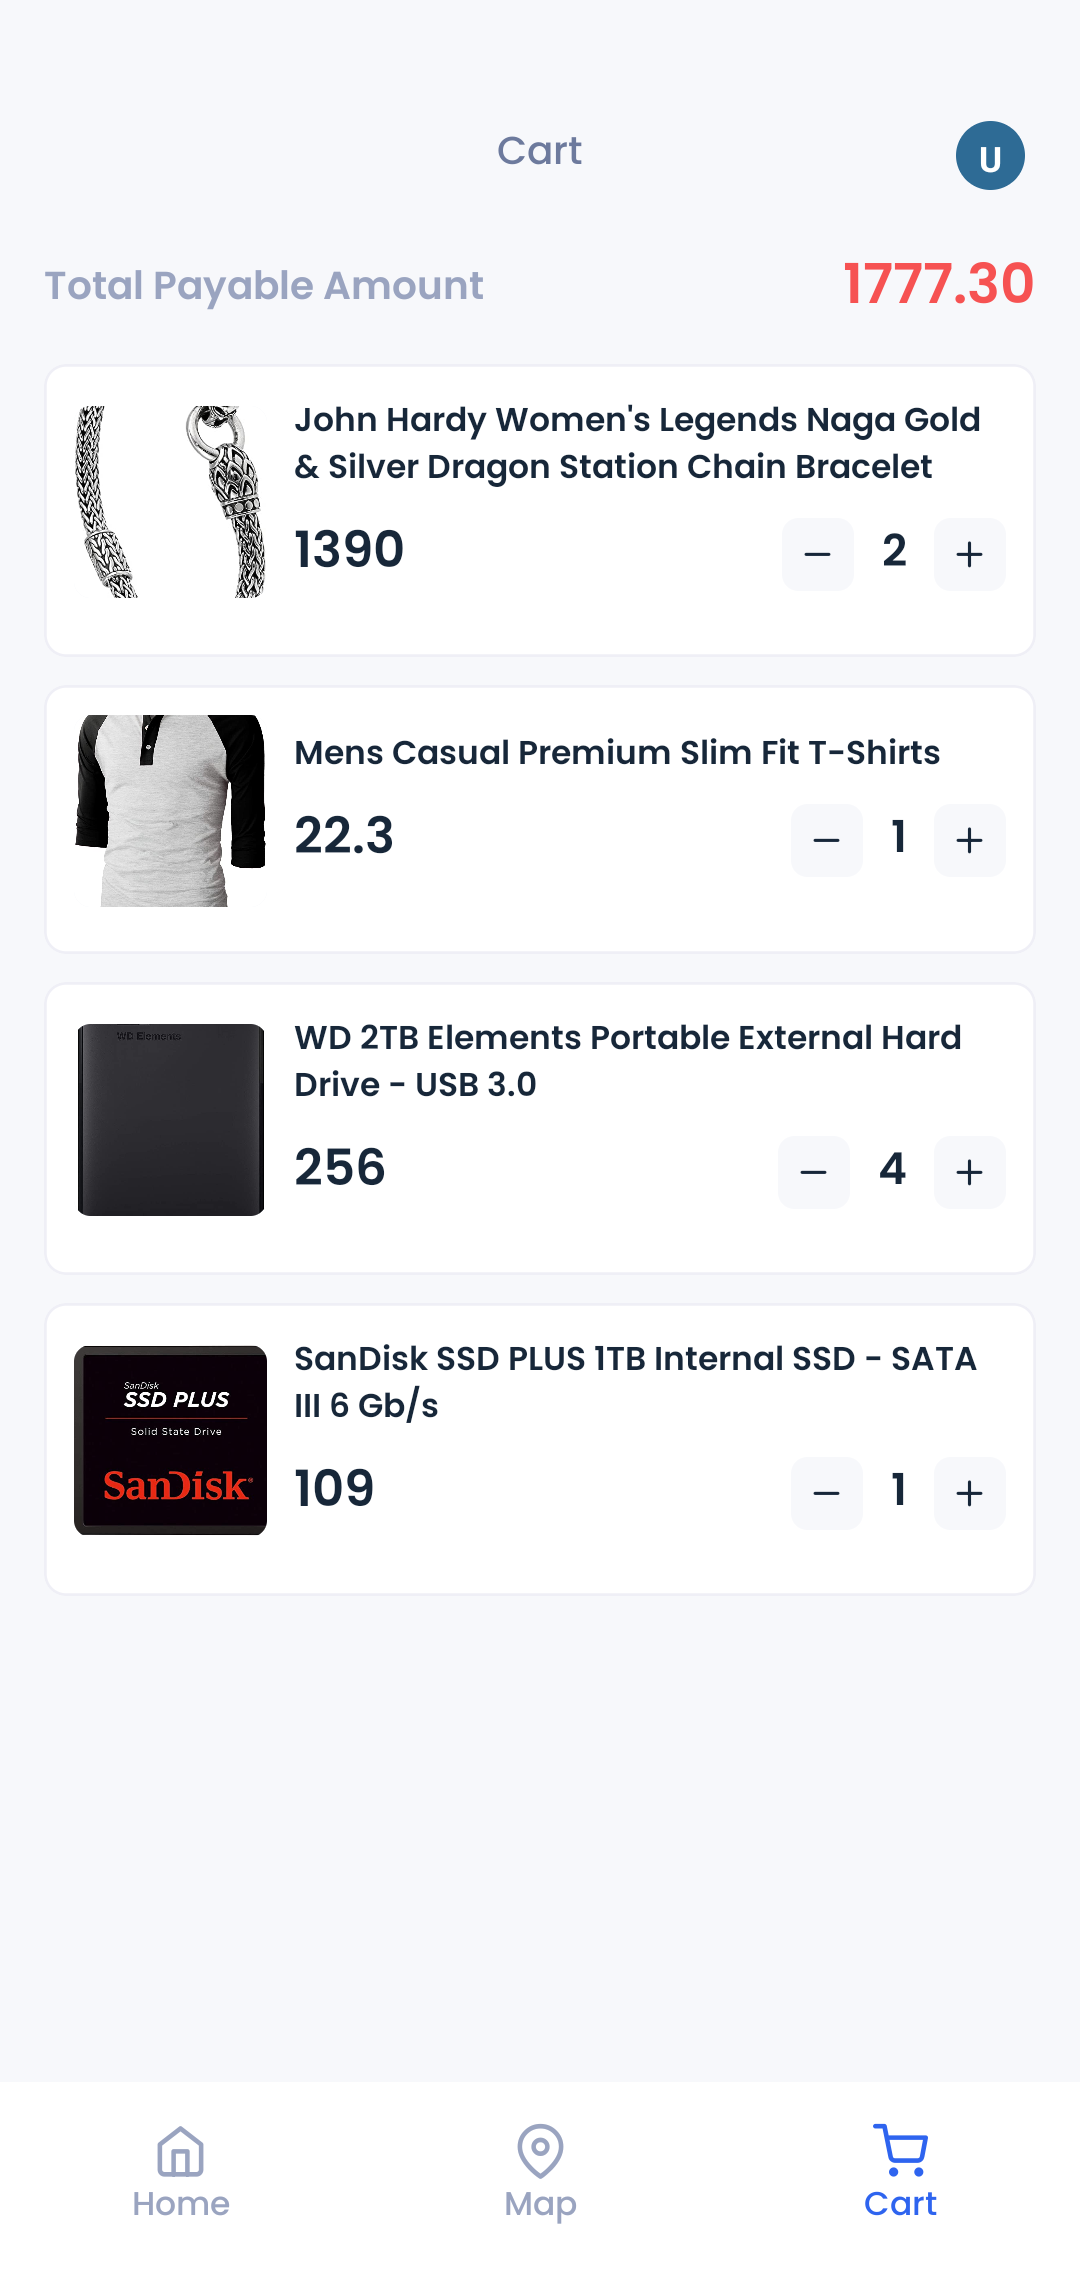 Cart
U
Total Payable Amount
1777.30
John Hardy Women's Legends Naga Gold
& Silver Dragon Station Chain Bracelet
1390
2
Mens Casual Premium Slim Fit T-Shirts
22.3
1
WD Elements
WD 2TB Elements Portable External Hard
Drive - USB 3.0
256
4
SanDisk
SSD PLUS
Solid State Drive
SanDisk®
SanDisk SSD PLUS 1TB Internal SSD - SATA
III 6 Gb/s
109
1
Home
Map
Cart